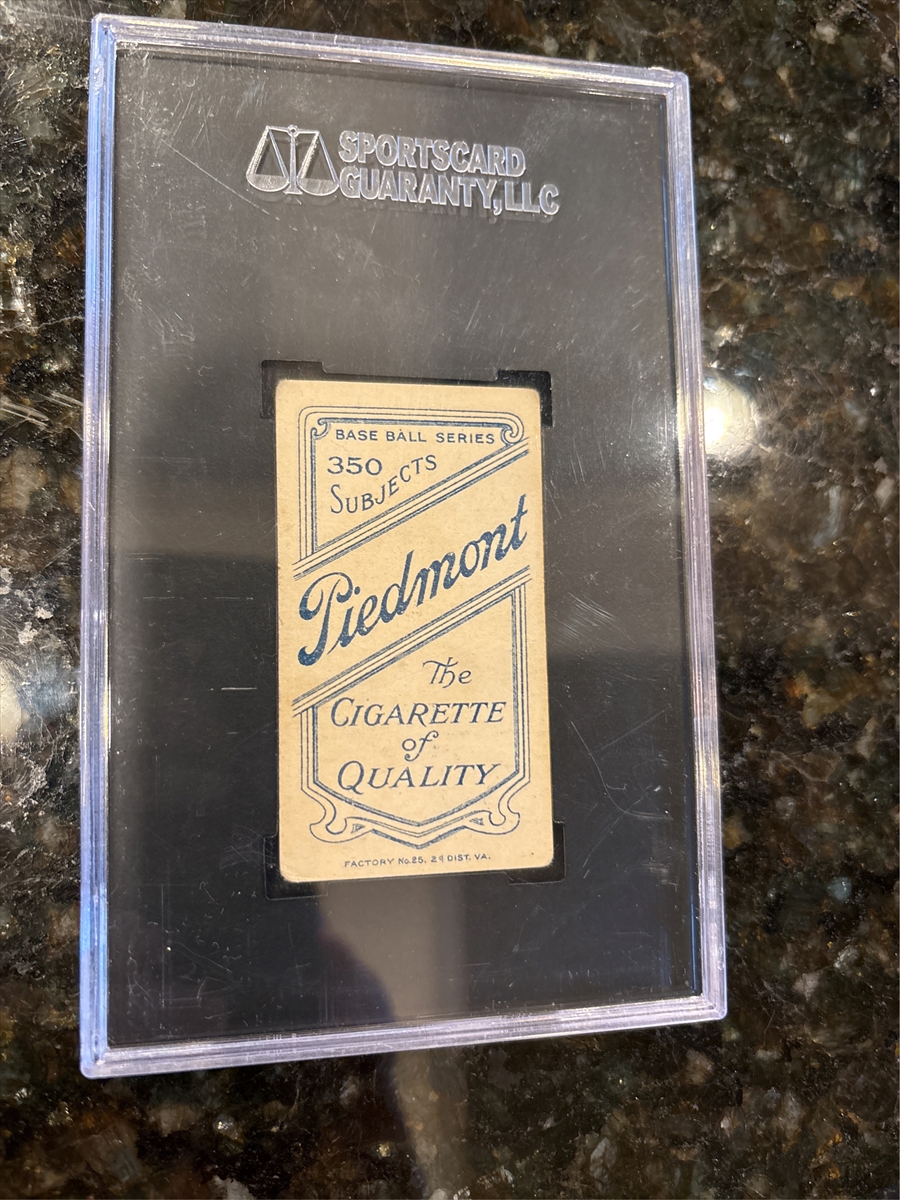 SPORTSCARD
GUARANTY, LLC
BASE BALL SERIES
350
SUBJECTS
Piedmont
The
CIGARETTE
of
QUALITY
FACTORY No. 25, 2d DIST. VA.